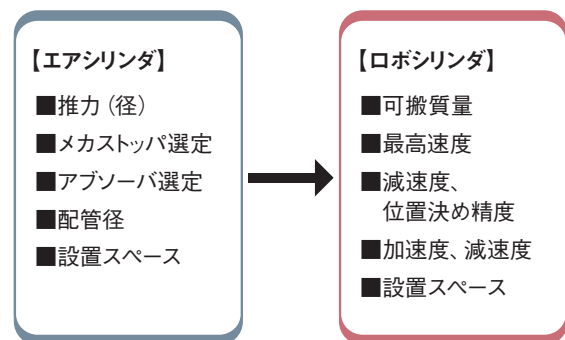 【エアシリンダ】
■推力（径）
■メカストッパ選定
■アブソーバ選定
■配管径
■設置スペース
【ロボシリンダ】
■可搬質量
■最高速度
■減速度、
位置決め精度
■加速度、減速度
■設置スペース